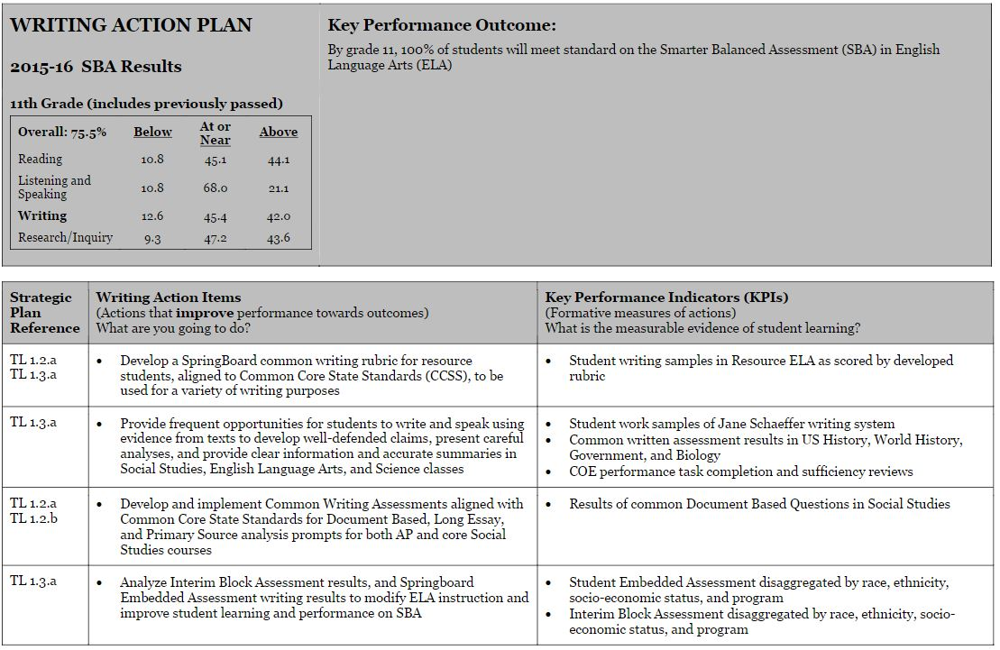 WRITING ACTION PLAN
2015-16 SBA Results
11th Grade (includes previously passed)
Overall: 75.5% Below At or Near Above
Reading 10.8 45.1 44.1
Listening and Speaking 10.8 68.0 21.1
Writing 12.6 45.4 42.0
Research/Inquiry 9.3 47.2 43.6
Key Performance Outcome:
By grade 11, 100% of students will meet standard on the Smarter Balanced Assessment (SBA) in English
Language Arts (ELA)
Strategic
Plan
Reference
Writing Action Items
(Actions that improve performance towards outcomes)
What are you going to do?
Key Performance Indicators (KPIs)
(Formative measures of actions)
What is the measurable evidence of student learning?
TL 1.2.a
TL 1.3.a
• Develop a SpringBoard common writing rubric for resource
students, aligned to Common Core State Standards (CCSS), to be
used for a variety of writing purposes
• Student writing samples in Resource ELA as scored by developed
rubric
TL 1.3.a
• Provide frequent opportunities for students to write and speak using
evidence from texts to develop well-defended claims, present careful
analyses, and provide clear information and accurate summaries in
Social Studies, English Language Arts, and Science classes
• Student work samples of Jane Schaeffer writing system
• Common written assessment results in US History, World History,
Government, and Biology
• COE performance task completion and sufficiency reviews
TL 1.2.a
TL 1.2.b
• Develop and implement Common Writing Assessments aligned with
Common Core State Standards for Document Based, Long Essay,
and Primary Source analysis prompts for both AP and core Social
Studies courses
• Results of common Document Based Questions in Social Studies
TL 1.3.a
• Analyze Interim Block Assessment results, and Springboard
Embedded Assessment writing results to modify ELA instruction and
improve student learning and performance on SBA
• Student Embedded Assessment disaggregated by race, ethnicity,
socio-economic status, and program
• Interim Block Assessment disaggregated by race, ethnicity, socio-
economic status, and program